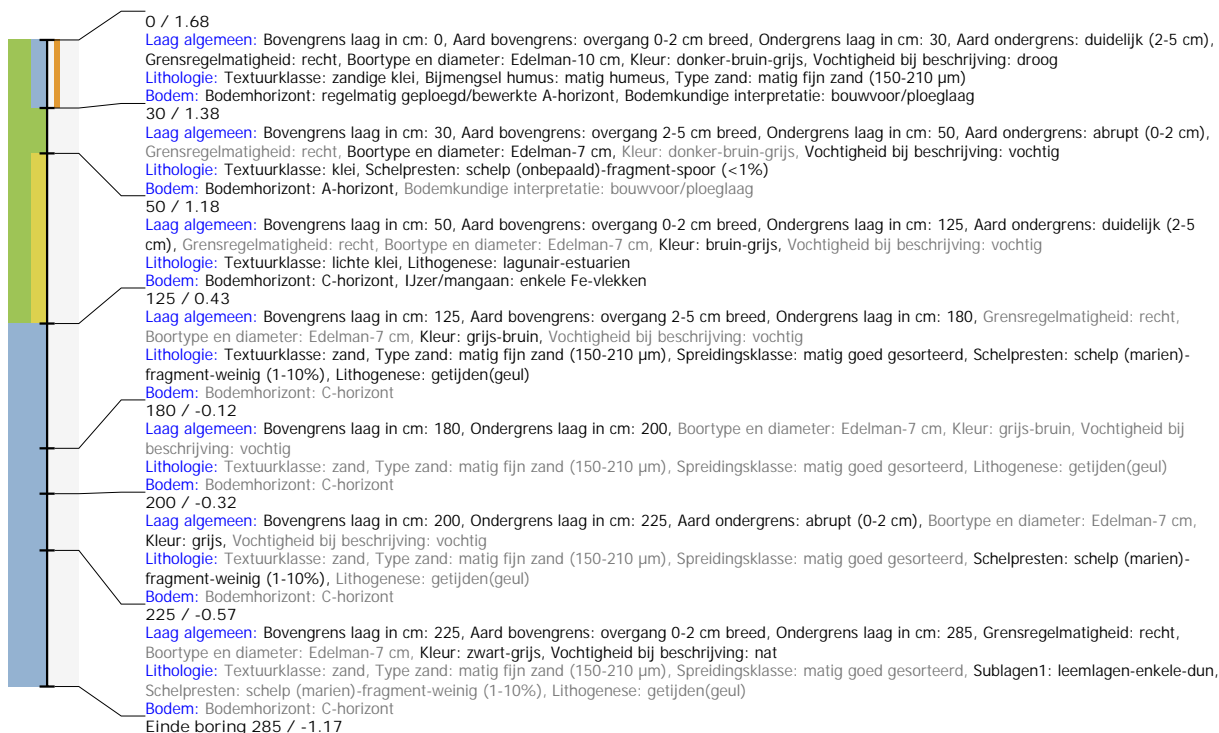 0 / 1.68
Laag algemeen: Bovengrens laag in cm: 0, Aard bovengrens: overgang 0-2 cm breed, Ondergrens laag in cm: 30, Aard ondergrens: duidelijk (2-5 cm),
Grensregelmatigheid: recht, Boortype en diameter: Edelman-10 cm, Kleur: donker-bruin-grijs, Vochtigheid bij beschrijving: droog
Lithologie: Textuurklasse: zandige klei, Bijmengsel humus: matig humeus, Type zand: matig fijn zand (150-210 µm)
Bodem: Bodemhorizont: regelmatig geploegd/bewerkte A-horizont, Bodemkundige interpretatie: bouwvoor/ploeglaag
30 / 1.38
Laag algemeen: Bovengrens laag in cm: 30, Aard bovengrens: overgang 2-5 cm breed, Ondergrens laag in cm: 50, Aard ondergrens: abrupt (0-2 cm),
Grensregelmatigheid: recht, Boortype en diameter: Edelman-7 cm, Kleur: donker-bruin-grijs, Vochtigheid bij beschrijving: vochtig
Lithologie: Textuurklasse: klei, Schelpresten: schelp (onbepaald)-fragment-spoor (<1%)
Bodem: Bodemhorizont: A-horizont, Bodemkundige interpretatie: bouwvoor/ploeglaag
50 / 1.18
Laag algemeen: Bovengrens laag in cm: 50, Aard bovengrens: overgang 0-2 cm breed, Ondergrens laag in cm: 125, Aard ondergrens: duidelijk (2-5
cm), Grensregelmatigheid: recht, Boortype en diameter: Edelman-7 cm, Kleur: bruin-grijs, Vochtigheid bij beschrijving: vochtig
Lithologie: Textuurklasse: lichte klei, Lithogenese: lagunair-estuarien
Bodem: Bodemhorizont: C-horizont, IJzer/mangaan: enkele Fe-vlekken
125 / 0.43
Laag algemeen: Bovengrens laag in cm: 125, Aard bovengrens: overgang 2-5 cm breed, Ondergrens laag in cm: 180, Grensregelmatigheid: recht,
Boortype en diameter: Edelman-7 cm, Kleur: grijs-bruin, Vochtigheid bij beschrijving: vochtig
Lithologie: Textuurklasse: zand, Type zand: matig fijn zand (150-210 µm), Spreidingsklasse: matig goed gesorteerd, Schelpresten: schelp (marien)-
fragment-weinig (1-10%), Lithogenese: getijden(geul)
Bodem: Bodemhorizont: C-horizont
180 / -0.12
Laag algemeen: Bovengrens laag in cm: 180, Ondergrens laag in cm: 200, Boortype en diameter: Edelman-7 cm, Kleur: grijs-bruin, Vochtigheid bij
beschrijving: vochtig
Lithologie: Textuurklasse: zand, Type zand: matig fijn zand (150-210 µm), Spreidingsklasse: matig goed gesorteerd, Lithogenese: getijden(geul)
Bodem: Bodemhorizont: C-horizont
200 / -0.32
Laag algemeen: Bovengrens laag in cm: 200, Ondergrens laag in cm: 225, Aard ondergrens: abrupt (0-2 cm), Boortype en diameter: Edelman-7 cm,
Kleur: grijs, Vochtigheid bij beschrijving: vochtig
Lithologie: Textuurklasse: zand, Type zand: matig fijn zand (150-210 µm), Spreidingsklasse: matig goed gesorteerd, Schelpresten: schelp (marien)-
fragment-weinig (1-10%), Lithogenese: getijden(geul)
Bodem: Bodemhorizont: C-horizont
225 / -0.57
Laag algemeen: Bovengrens laag in cm: 225, Aard bovengrens: overgang 0-2 cm breed, Ondergrens laag in cm: 285, Grensregelmatigheid: recht,
Boortype en diameter: Edelman-7 cm, Kleur: zwart-grijs, Vochtigheid bij beschrijving: nat
Lithologie: Textuurklasse: zand, Type zand: matig fijn zand (150-210 µm), Spreidingsklasse: matig goed gesorteerd, Sublagen1: leemlagen-enkele-dun,
Schelpresten: schelp (marien)-fragment-weinig (1-10%), Lithogenese: getijden(geul)
Bodem: Bodemhorizont: C-horizont
Einde boring 285 / -1.17